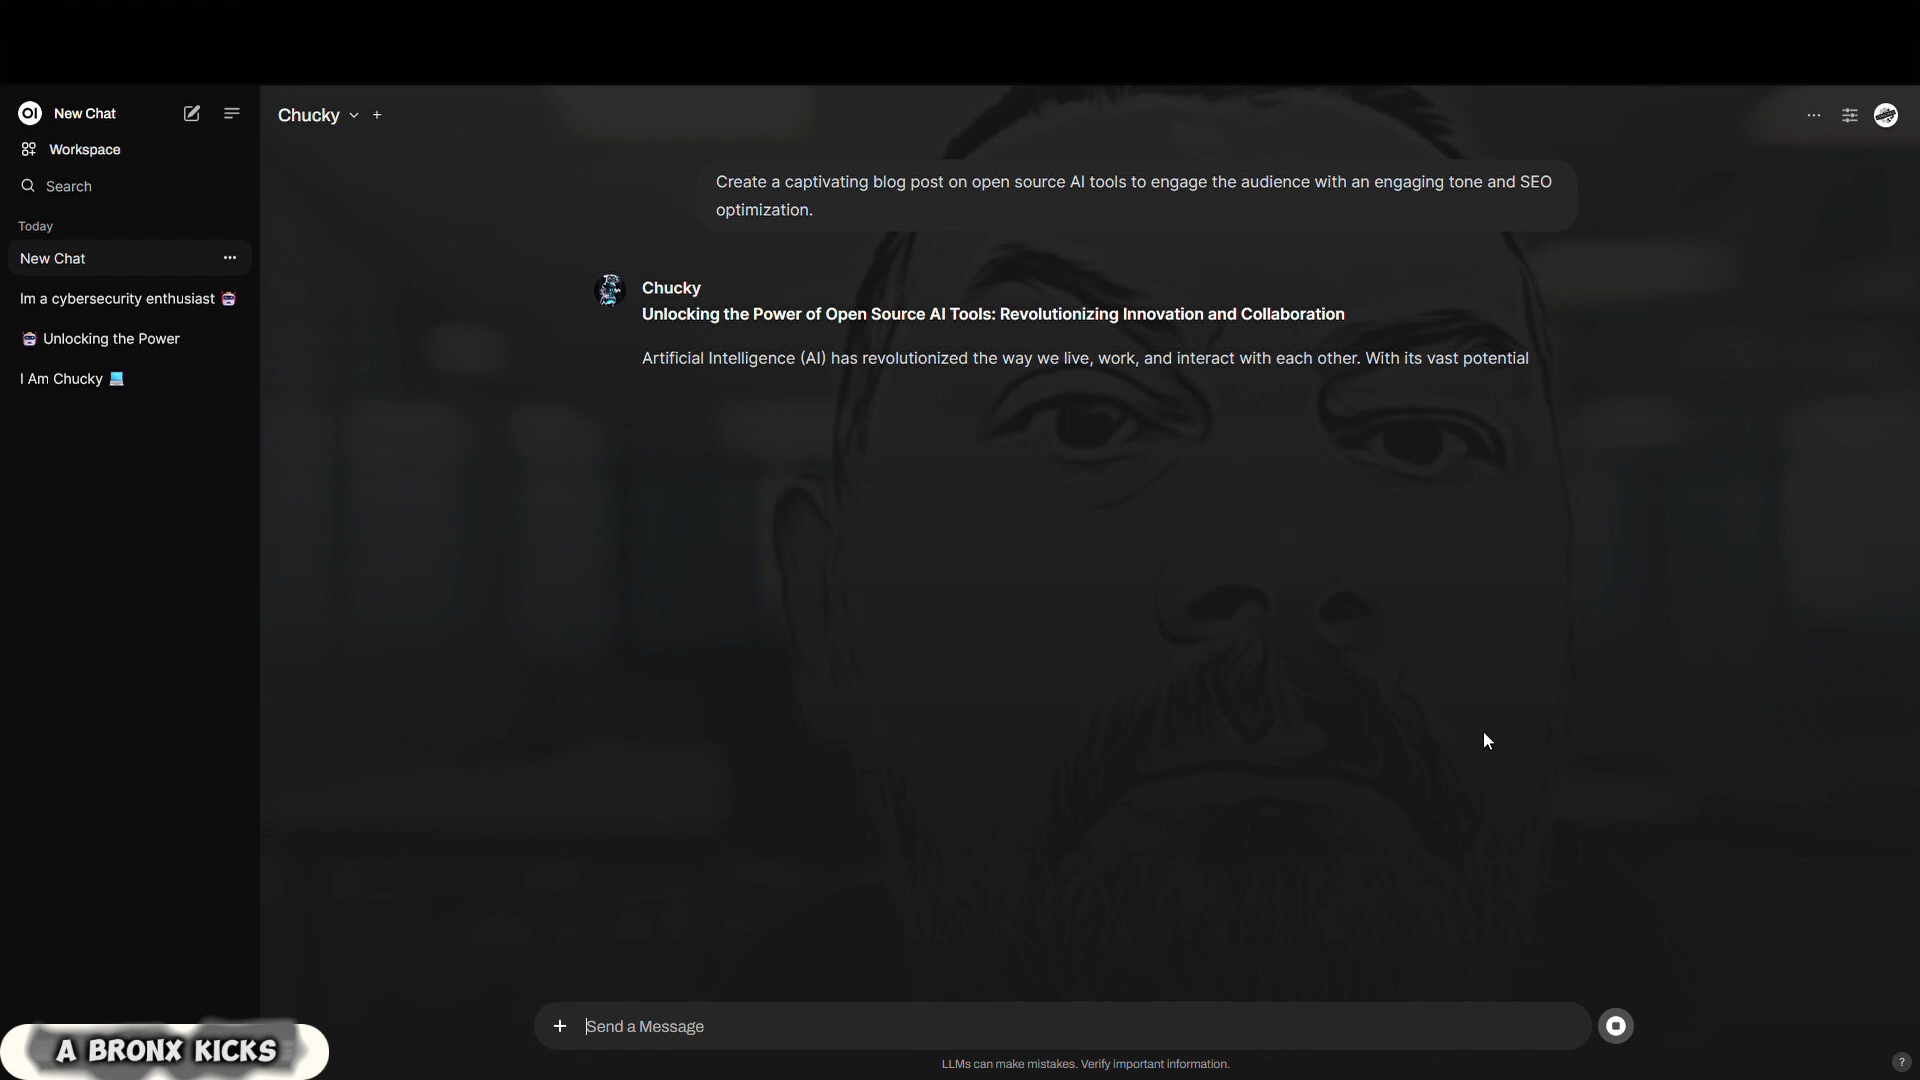 OI New Chat
Workspace
Search
Today
New Chat
Im a cybersecurity enthusiast
Unlocking the Power
I Am Chucky
Chucky
Create a captivating blog post on open source AI tools to engage the audience with an engaging tone and SEO
optimization.
Chucky
Unlocking the Power of Open Source AI Tools: Revolutionizing Innovation and Collaboration
Artificial Intelligence (AI) has revolutionized the way we live, work, and interact with each other. With its vast potential
Send a Message
LLMs can make mistakes. Verify important information.
?
A BRONX KICKS